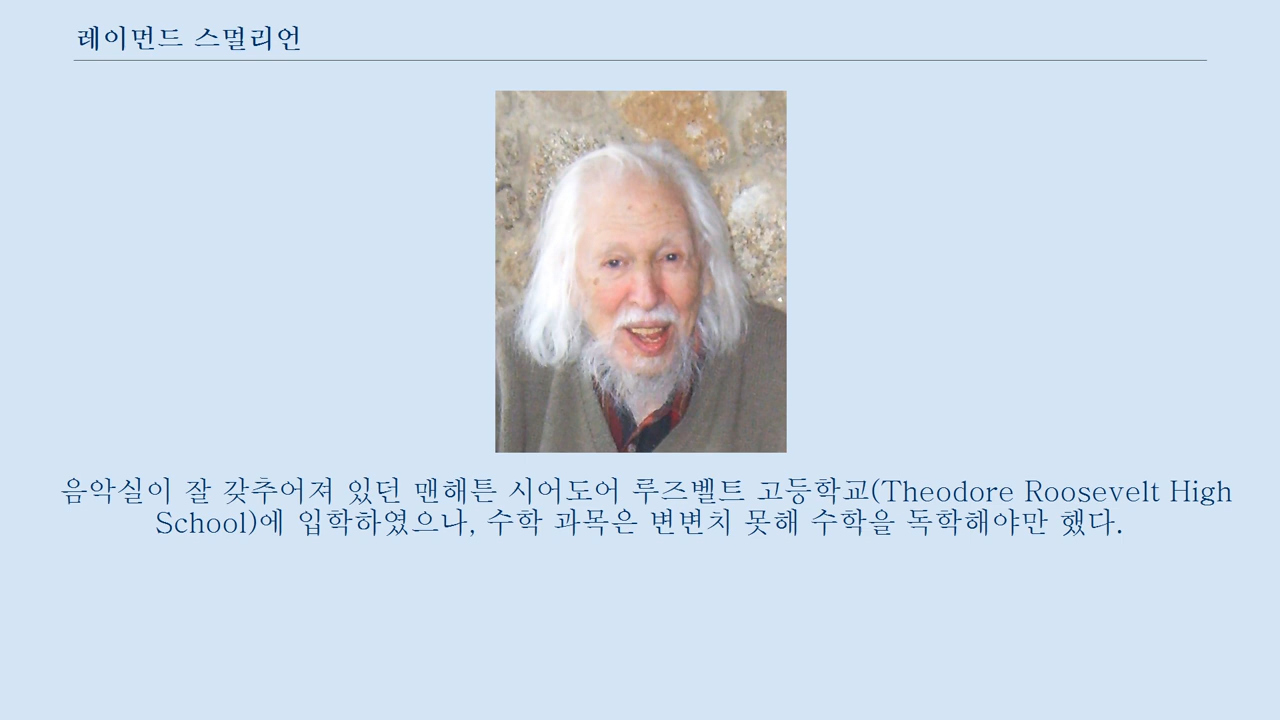 레이먼드 스멀리언
음악실이 잘 갖추어져 있던 맨해튼 시어도어 루즈벨트 고등학교(Theodore Roosevelt High
School)에 입학하였으나, 수학 과목은 변변치 못해 수학을 독학해야만 했다.